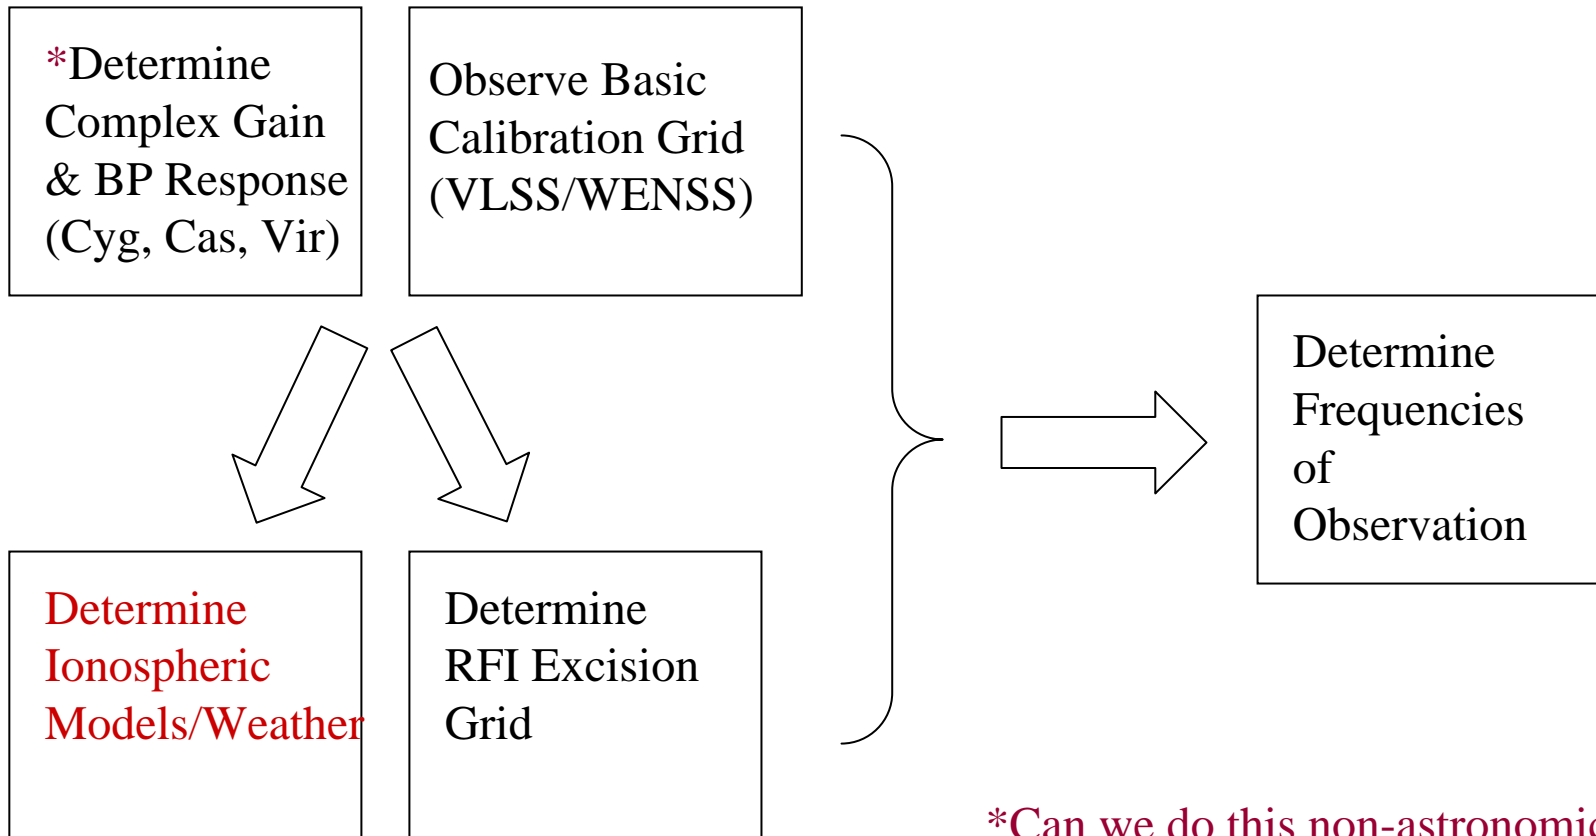 *Determine
Complex Gain
& BP Response
(Cyg, Cas, Vir)
Observe Basic
Calibration Grid
(VLSS/WENSS)
Determine
Ionospheric
Models/Weather
Determine
RFI Excision
Grid
Determine
Frequencies
of
Observation
*Can we do this